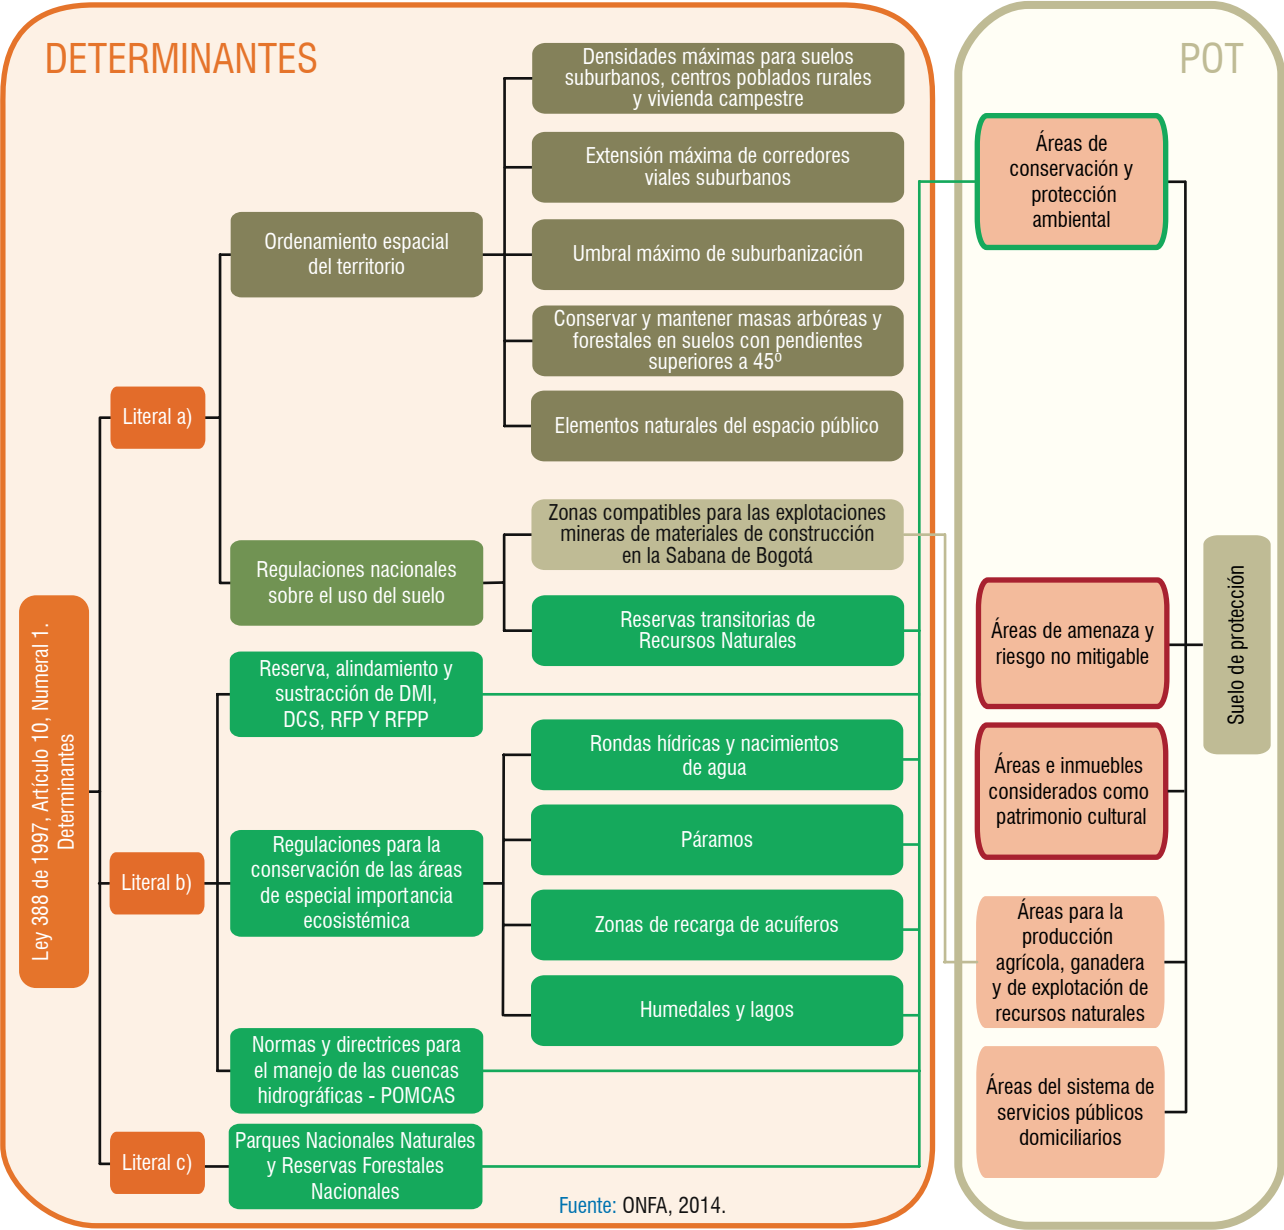 DETERMINANTES
Densidades máximas para suelos
suburbanos, centros poblados rurales
y vivienda campestre
Extensión máxima de corredores
viales suburbanos
Ordenamiento espacial
del territorio
Umbral máximo de suburbanización
Conservar y mantener masas arbóreas y
forestales en suelos con pendientes
superiores a 45º
Literal a)
Elementos naturales del espacio público
Zonas compatibles para las explotaciones
mineras de materiales de construcción
en la Sabana de Bogotá
Regulaciones nacionales
sobre el uso del suelo
Reservas transitorias de
Recursos Naturales
Ley 388 de 1997, Artículo 10, Numeral 1.
Determinantes
Reserva, alindamiento y
sustracción de DMI,
DCS, RFP Y RFPP
Rondas hídricas y nacimientos
de agua
Páramos
Literal b)
Regulaciones para la
conservación de las áreas
de especial importancia
ecosistémica
Zonas de recarga de acuíferos
Humedales y lagos
Normas y directrices para
el manejo de las cuencas
hidrográficas - POMCAS
Literal c)
Parques Nacionales Naturales
y Reservas Forestales
Nacionales
Fuente: ONFA, 2014.
POT
Áreas de
conservación y
protección
ambiental
Áreas de amenaza y
riesgo no mitigable
Suelo de protección
Áreas e inmuebles
considerados como
patrimonio cultural
Áreas para la
producción
agrícola, ganadera
y de explotación de
recursos naturales
Áreas del sistema de
servicios públicos
domiciliarios